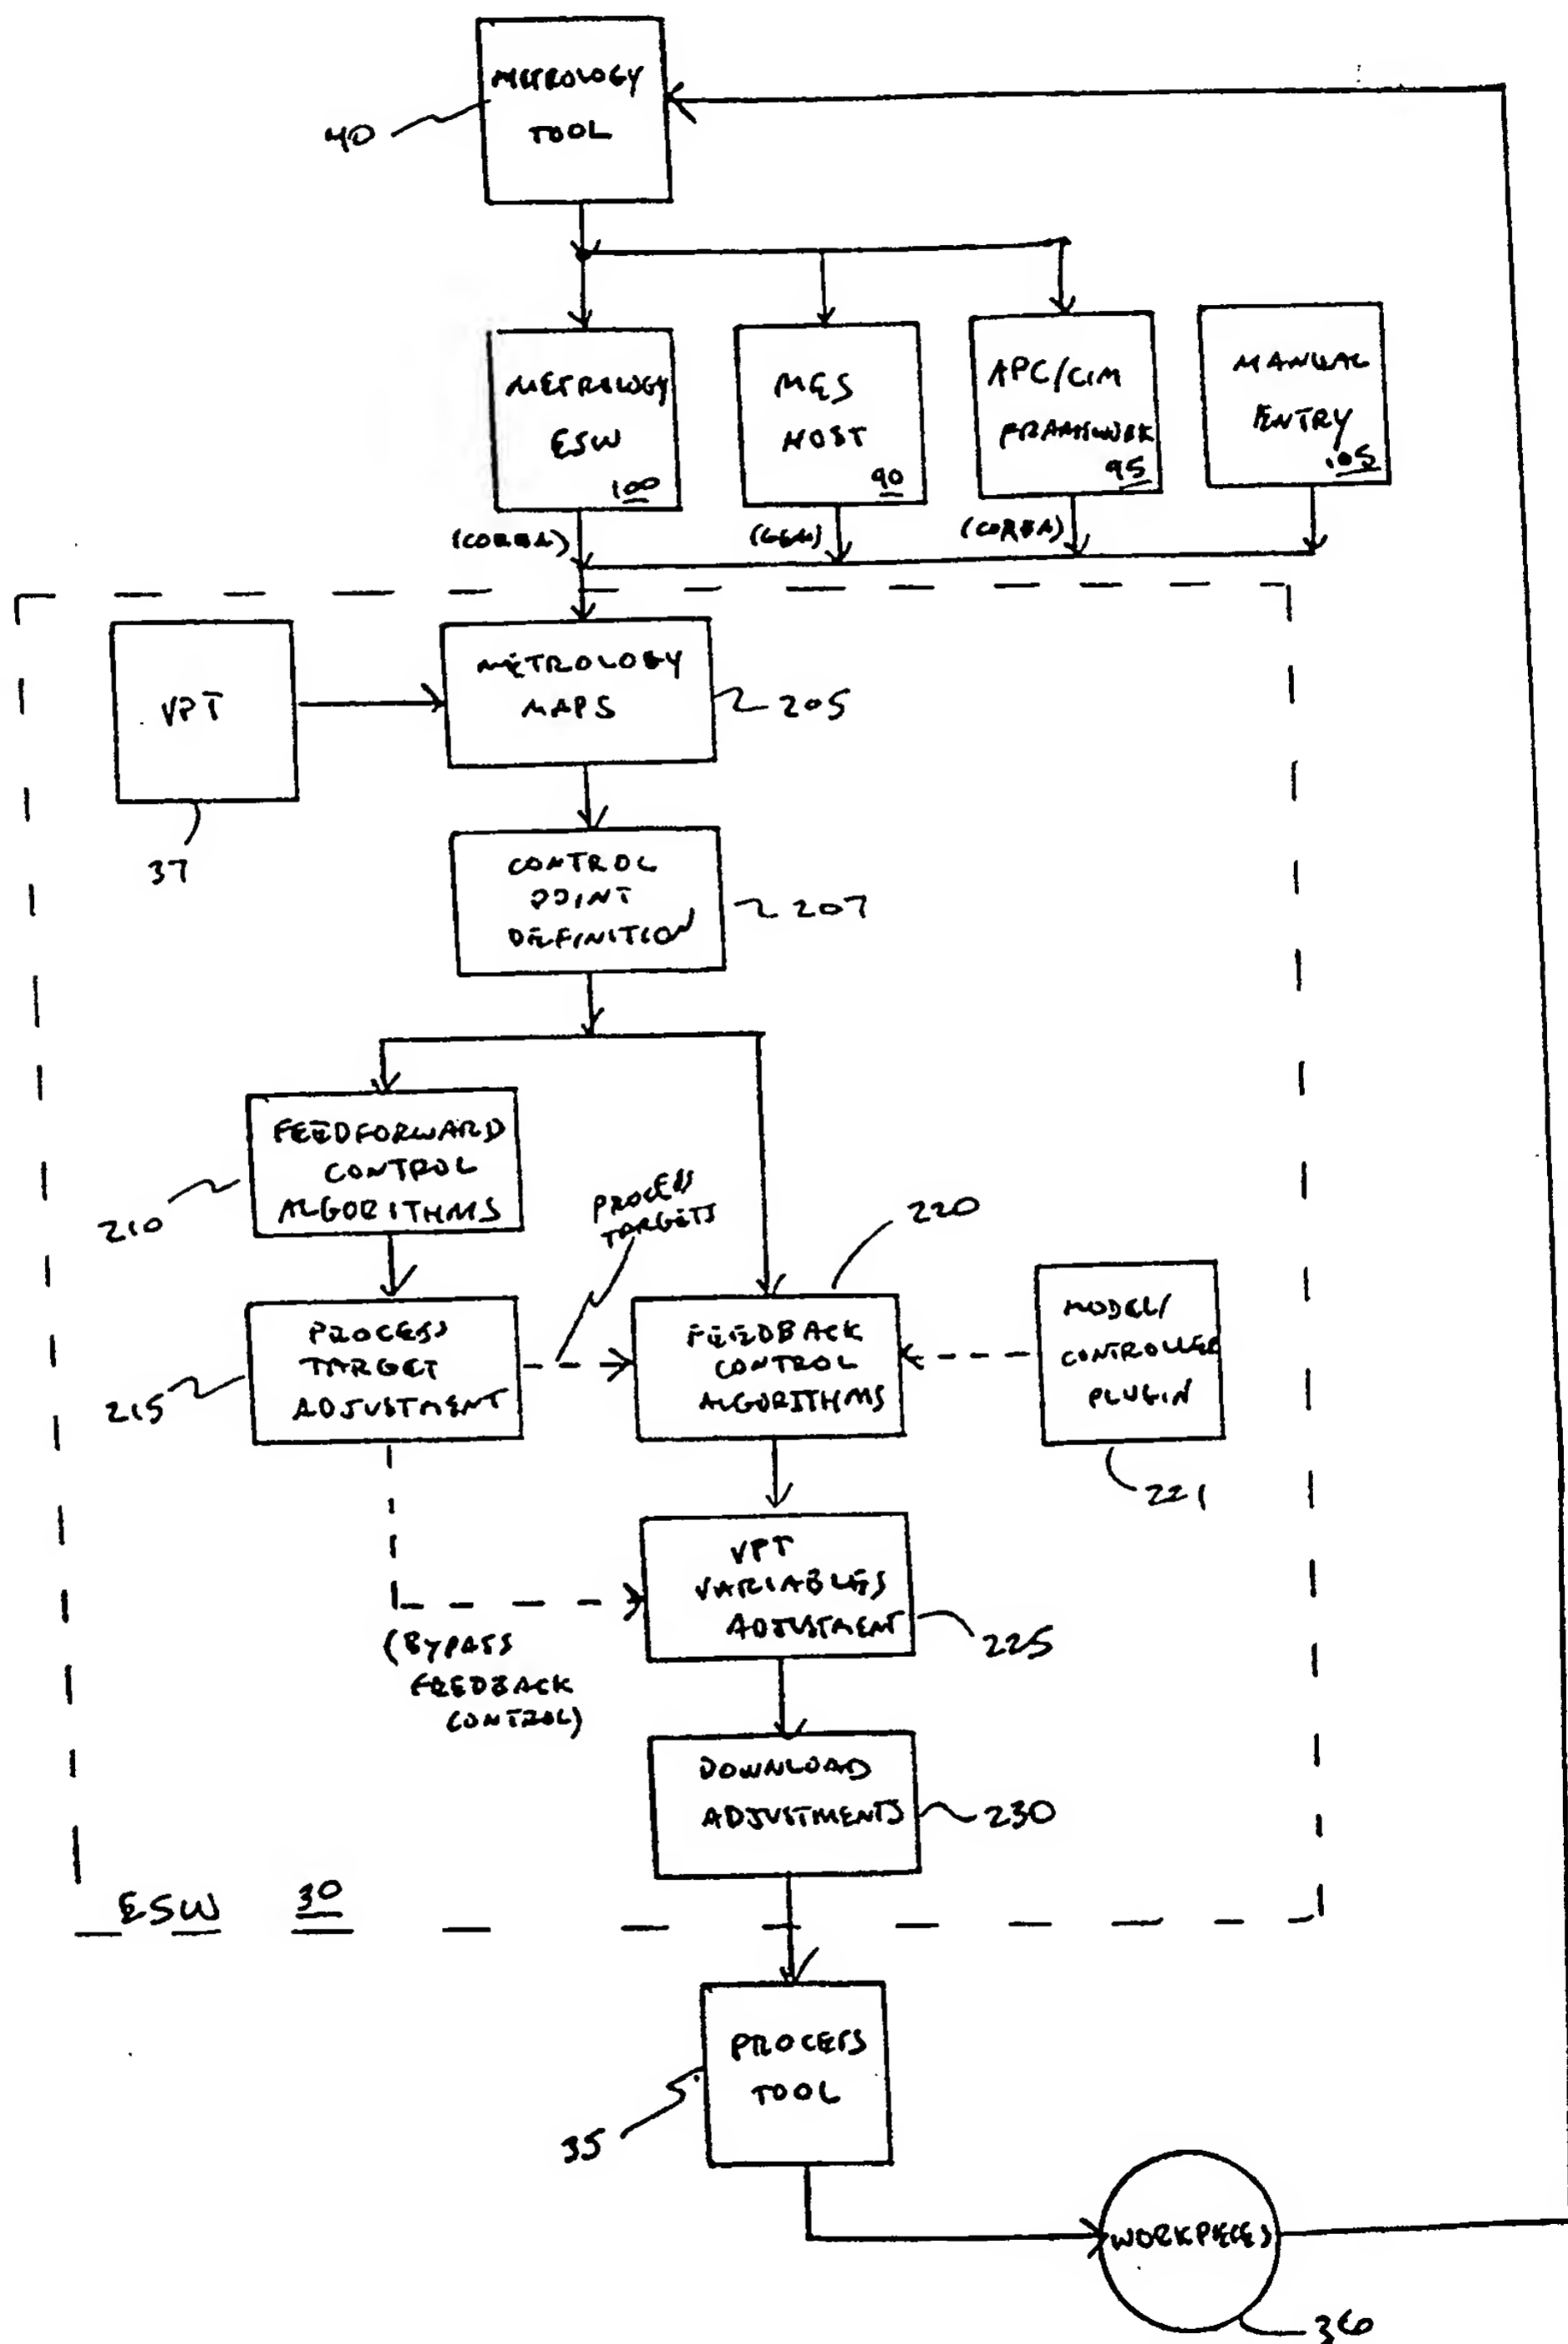 METROLOGY
TOOL
40
METROLOGY
ESW
100
MES
HOST
90
APC/CIM
FRAMEWORK
95
MANUAL
ENTRY
105
(CORBA)
(GEM)
(CORBA)
VPT
37
METROLOGY
MAPS
205
CONTROL
POINT
DEFINITION
207
FEEDFORWARD
CONTROL
ALGORITHMS
210
PROCESS
TARGETS
220
PROCESS
TARGET
ADJUSTMENT
215
FEEDBACK
CONTROL
ALGORITHMS
MODEL/
CONTROLLER
PLUGIN
221
VPT
VARIABLES
ADJUSTMENT
225
(BYPASS
FEEDBACK
CONTROL)
DOWNLOAD
ADJUSTMENTS
230
ESW 30
PROCESS
TOOL
35
WORKPIECES
36